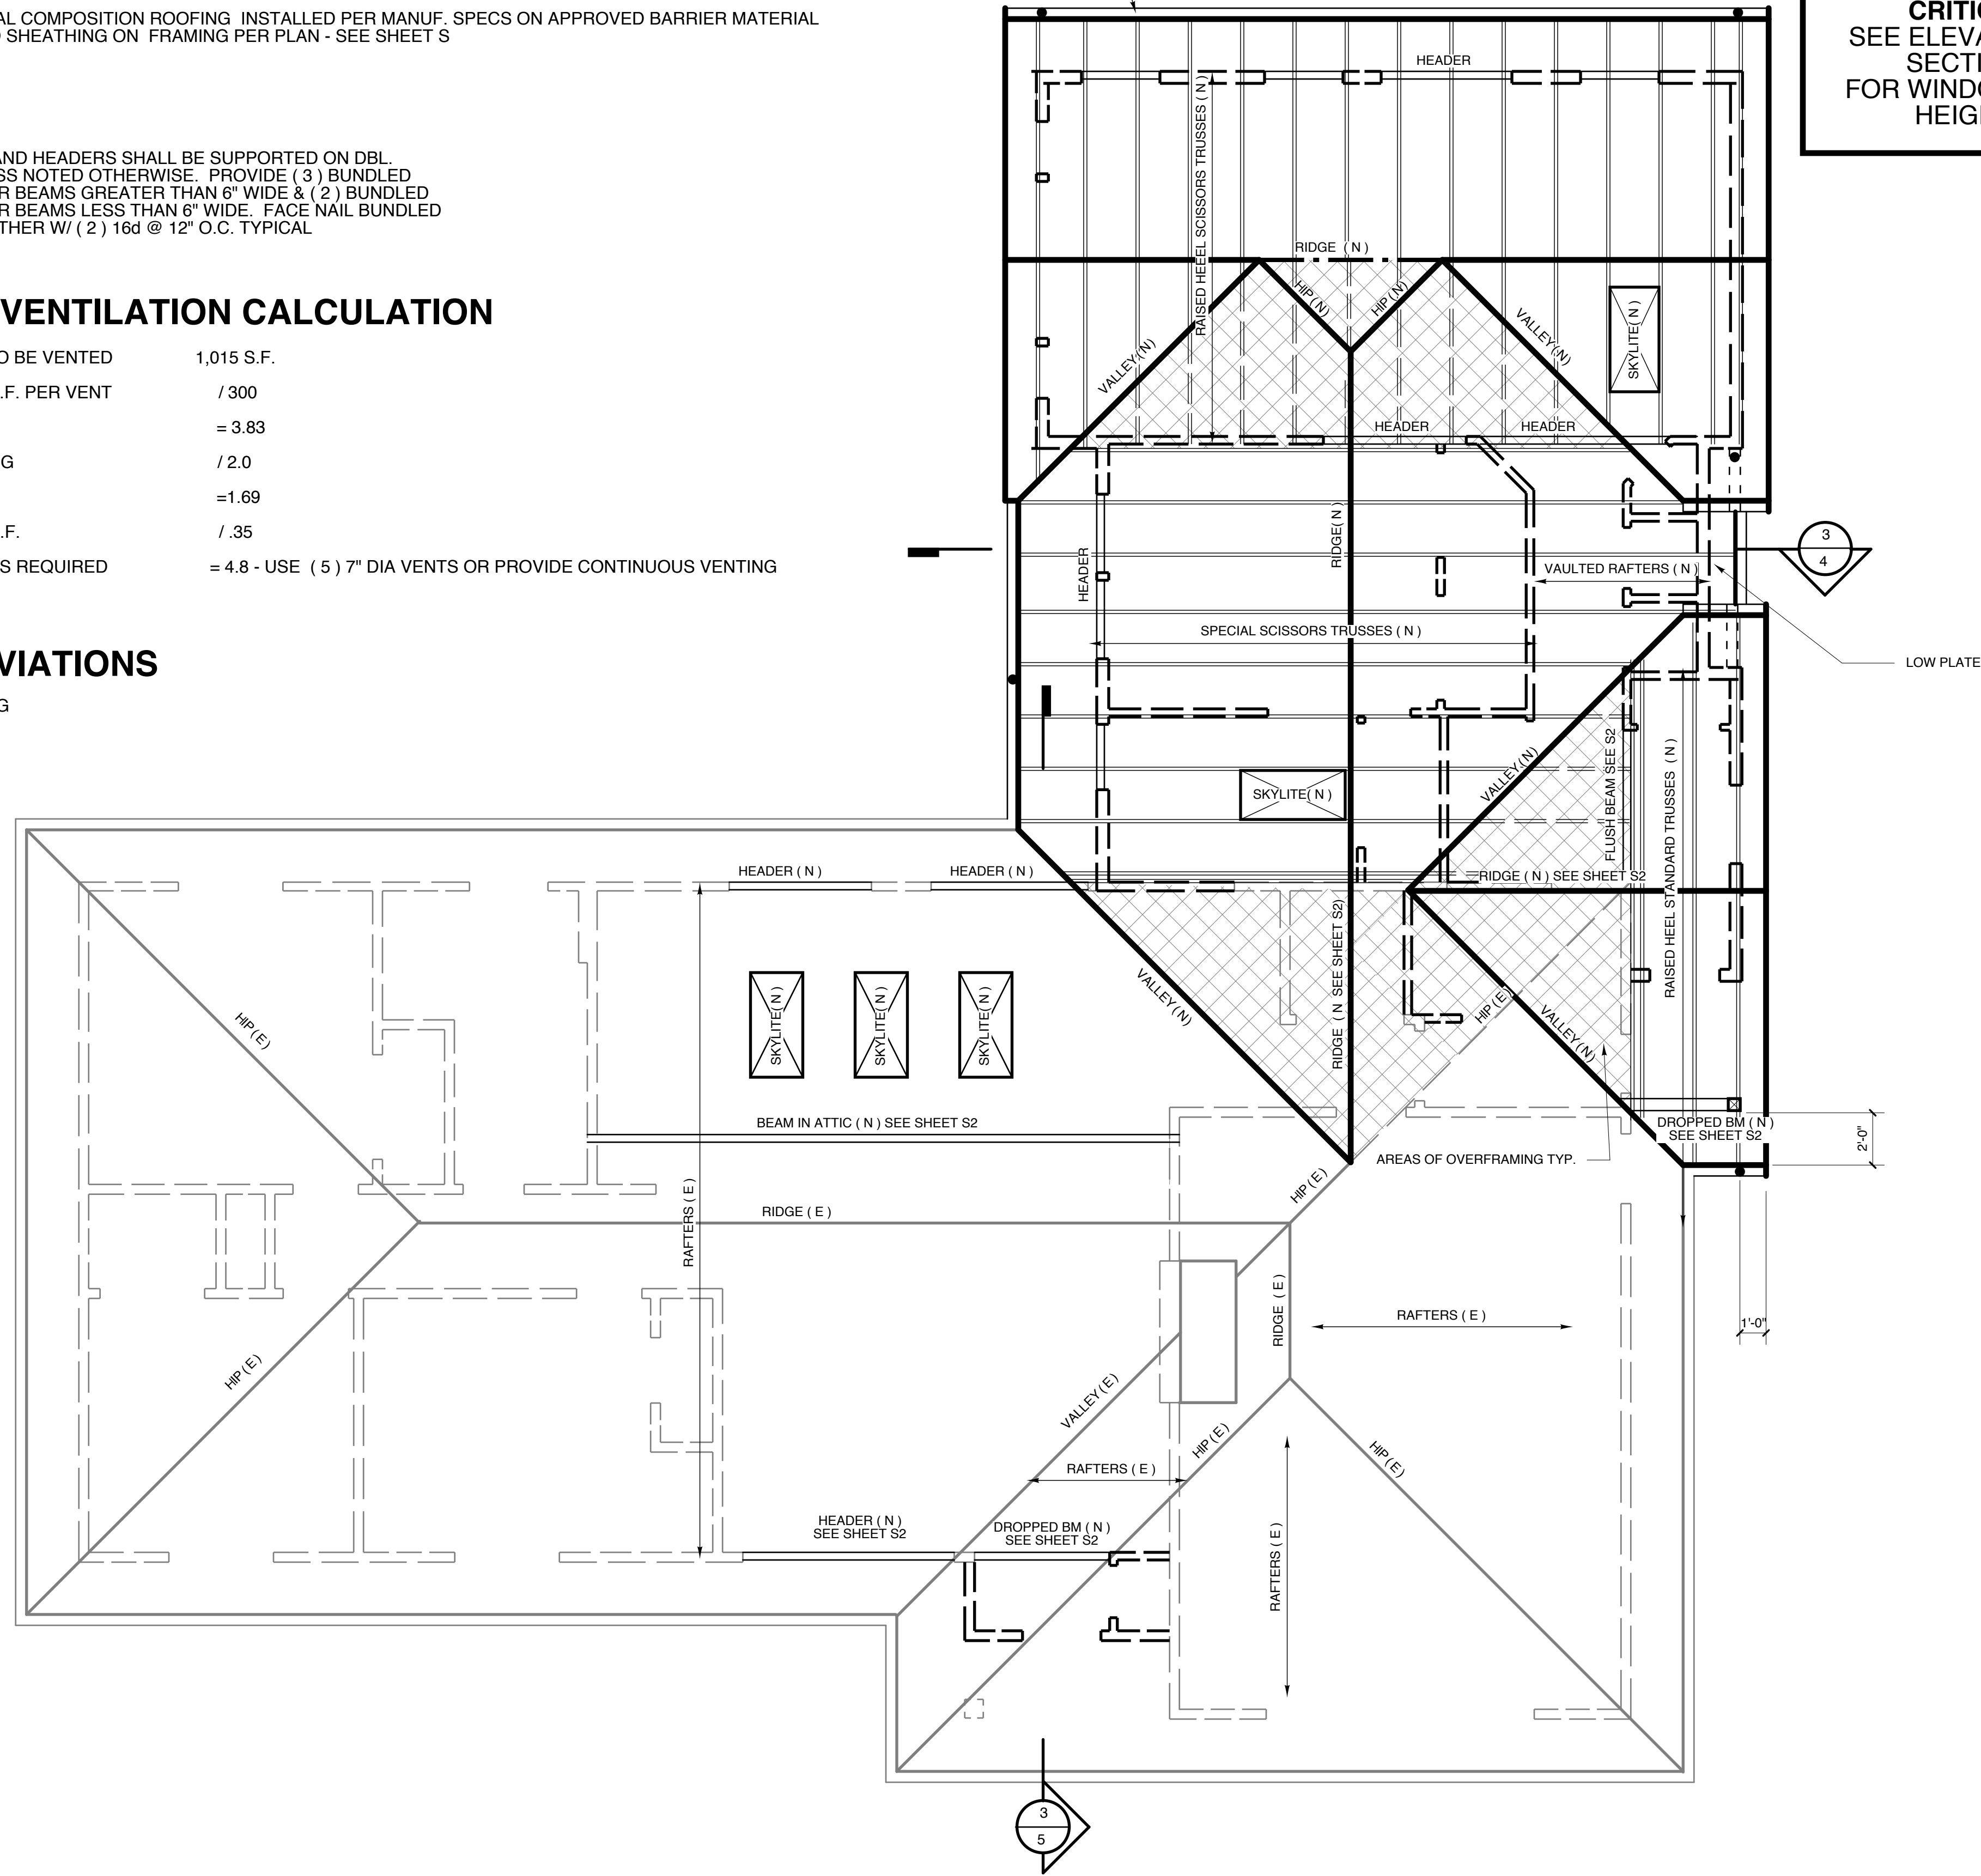 AL COMPOSITION ROOFING INSTALLED PER MANUF. SPECS ON APPROVED BARRIER MATERIAL
SHEATHING ON FRAMING PER PLAN - SEE SHEET S
AND HEADERS SHALL BE SUPPORTED ON DBL.
SS NOTED OTHERWISE. PROVIDE ( 3 ) BUNDLED
R BEAMS GREATER THAN 6" WIDE & ( 2 ) BUNDLED
R BEAMS LESS THAN 6" WIDE. FACE NAIL BUNDLED
THER W/ ( 2 ) 16d @ 12" O.C. TYPICAL
VENTILATION CALCULATION
O BE VENTED 1,015 S.F.
.F. PER VENT / 300
= 3.83
G / 2.0
=1.69
.F. / .35
S REQUIRED = 4.8 - USE ( 5 ) 7" DIA VENTS OR PROVIDE CONTINUOUS VENTING
VIATIONS
G
CRITIC
SEE ELEVA
SECTI
FOR WINDO
HEIG
HEADER
RAISED HEEEL SCISSORS TRUSSES ( N )
RIDGE ( N )
HIP( N )
HIP( N )
VALLEY ( N )
VALLEY ( N )
SKYLITE( N )
HEADER
HEADER
HEADER
RIDGE( N )
VAULTED RAFTERS ( N )
3
4
SPECIAL SCISSORS TRUSSES ( N )
LOW PLATE
VALLEY ( N )
FLUSH BEAM SEE S2
RAISED HEEL STANDARD TRUSSES ( N )
SKYLITE( N )
RIDGE ( N ) SEE SHEET S2
HEADER ( N )
HEADER ( N )
RIDGE ( N SEE SHEET S2)
VALLEY ( N )
HIP ( E )
VALLEY ( N )
SKYLITE( N )
SKYLITE( N )
SKYLITE( N )
HIP ( E )
BEAM IN ATTIC ( N ) SEE SHEET S2
DROPPED BM ( N )
SEE SHEET S2
2'-0"
AREAS OF OVERFRAMING TYP.
HIP ( E )
RAFTERS ( E )
RIDGE ( E )
RIDGE ( E )
RAFTERS ( E )
1'-0"
HIP ( E )
VALLEY ( E )
HIP ( E )
HIP ( E )
RAFTERS ( E )
HEADER ( N )
SEE SHEET S2
DROPPED BM ( N )
SEE SHEET S2
RAFTERS ( E )
3
5